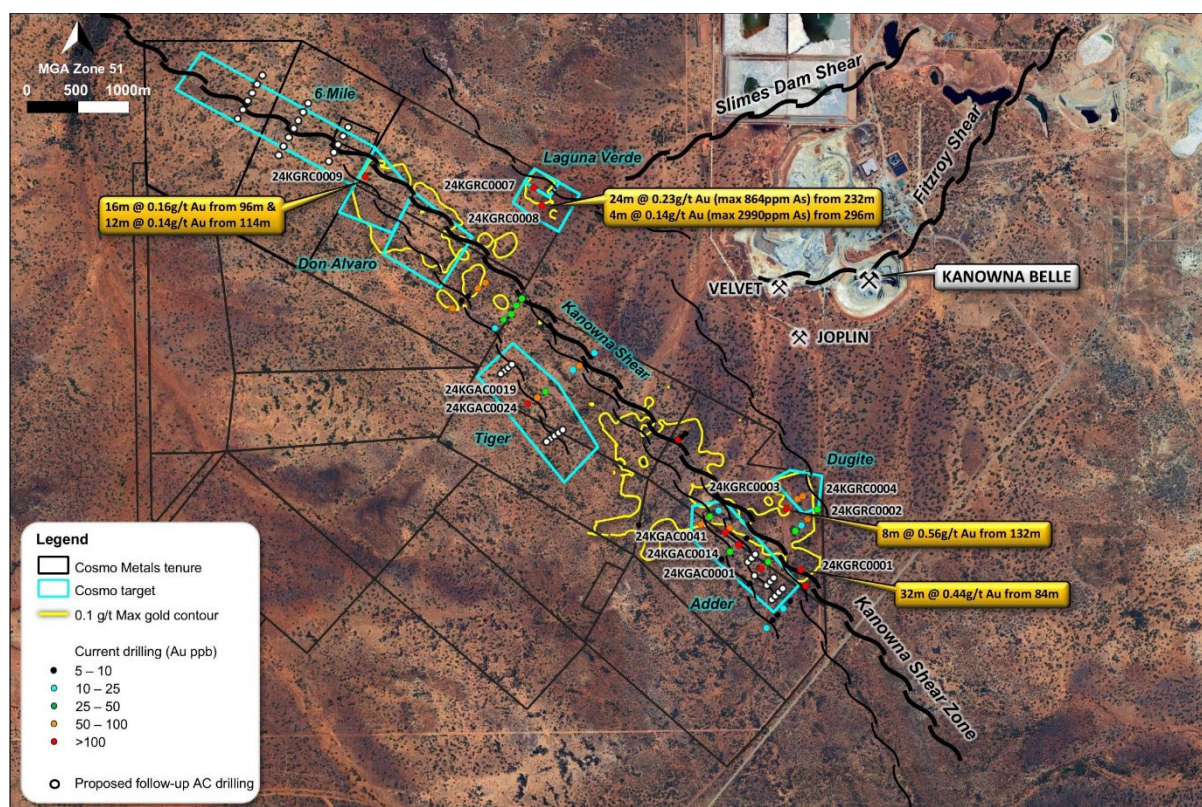 MGA Zone 51
0 500 1000m
6 Mile
Slimes Dam Shear
Fitzroy Shear
Laguna Verde
24KGRC0009
24KGRC0007
24KGRC0008
16m @ 0.16g/t Au from 96m &
12m @ 0.14g/t Au from 114m
24m @ 0.23g/t Au (max 864ppm As) from 232m
4m @ 0.14g/t Au (max 2990ppm As) from 296m
Don Alvaro
VELVET
KANOWNA BELLE
JOPLIN
Kanowna Shear
24KGAC0019
24KGAC0024
Tiger
Dugite
24KGRC0003
24KGRC0004
24KGRC0002
8m @ 0.56g/t Au from 132m
24KGAC0041
24KGAC0014
24KGAC0001
24KGRC0001
32m @ 0.44g/t Au from 84m
Adder
Kanowna Shear Zone
Legend
Cosmo Metals tenure
Cosmo target
0.1 g/t Max gold contour
Current drilling (Au ppb)
5 – 10
10 – 25
25 – 50
50 – 100
>100
Proposed follow-up AC drilling